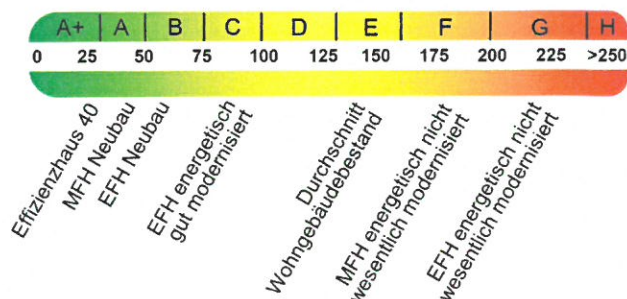 A+ A B C D E F G H
0 25 50 75 100 125 150 175 200 225 >250
Effizienzhaus 40
MFH Neubau
EFH Neubau
EFH energetisch
gut modernisiert
Durchschnitt
Wohngebäudebestand
MFH energetisch nicht
wesentlich modernisiert
EFH energetisch nicht
wesentlich modernisiert